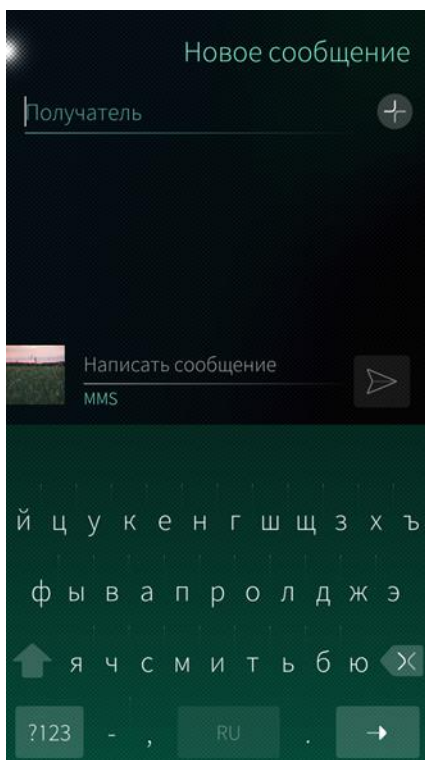 Новое сообщение
Получатель
Написать сообщение
MMS
й ц у к е н г ш щ з х ъ
ф ы в а п р о л д ж э
я ч с м и т ь б ю
?123 - , RU .